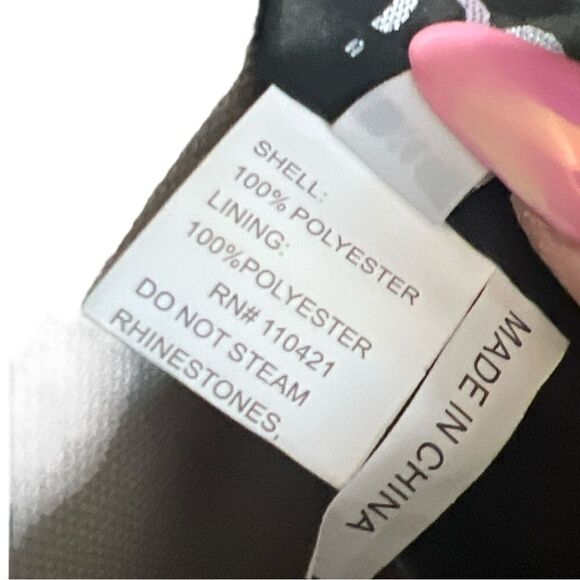 SHELL:
100% POLYESTER
LINING:
100%POLYESTER
RN# 110421
DO NOT STEAM
RHINESTONES,
MADE IN CHINA